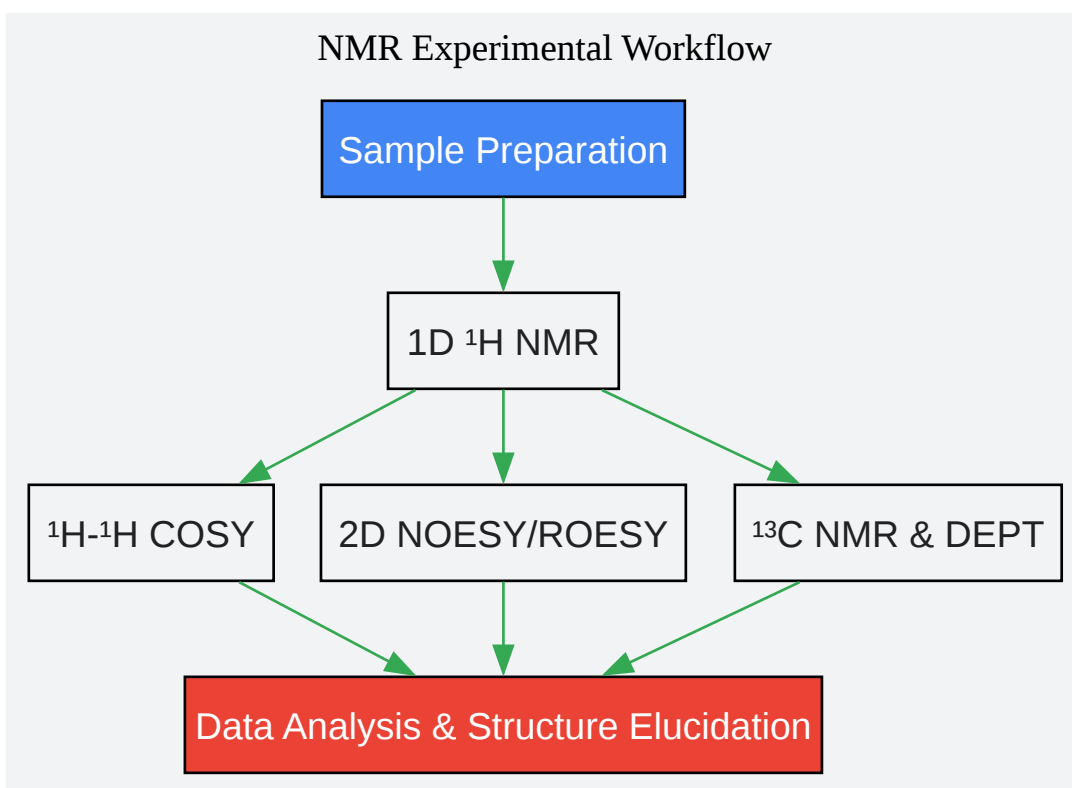 NMR Experimental Workflow
Sample Preparation
1D ¹H NMR
¹H-¹H COSY
2D NOESY/ROESY
¹³C NMR & DEPT
Data Analysis & Structure Elucidation